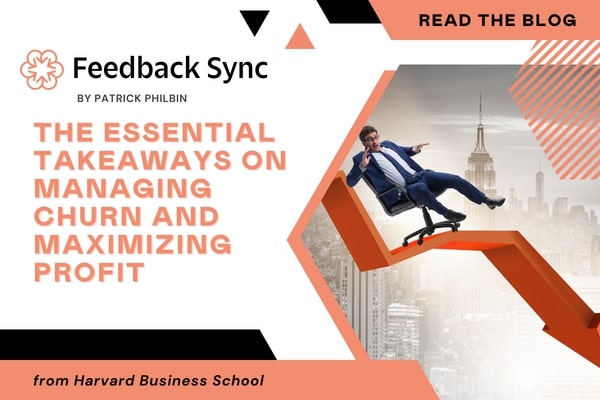 READ THE BLOG
Feedback Sync
BY PATRICK PHILBIN
THE ESSENTIAL
TAKEAWAYS ON
MANAGING
CHURN AND
MAXIMIZING
PROFIT
from Harvard Business School